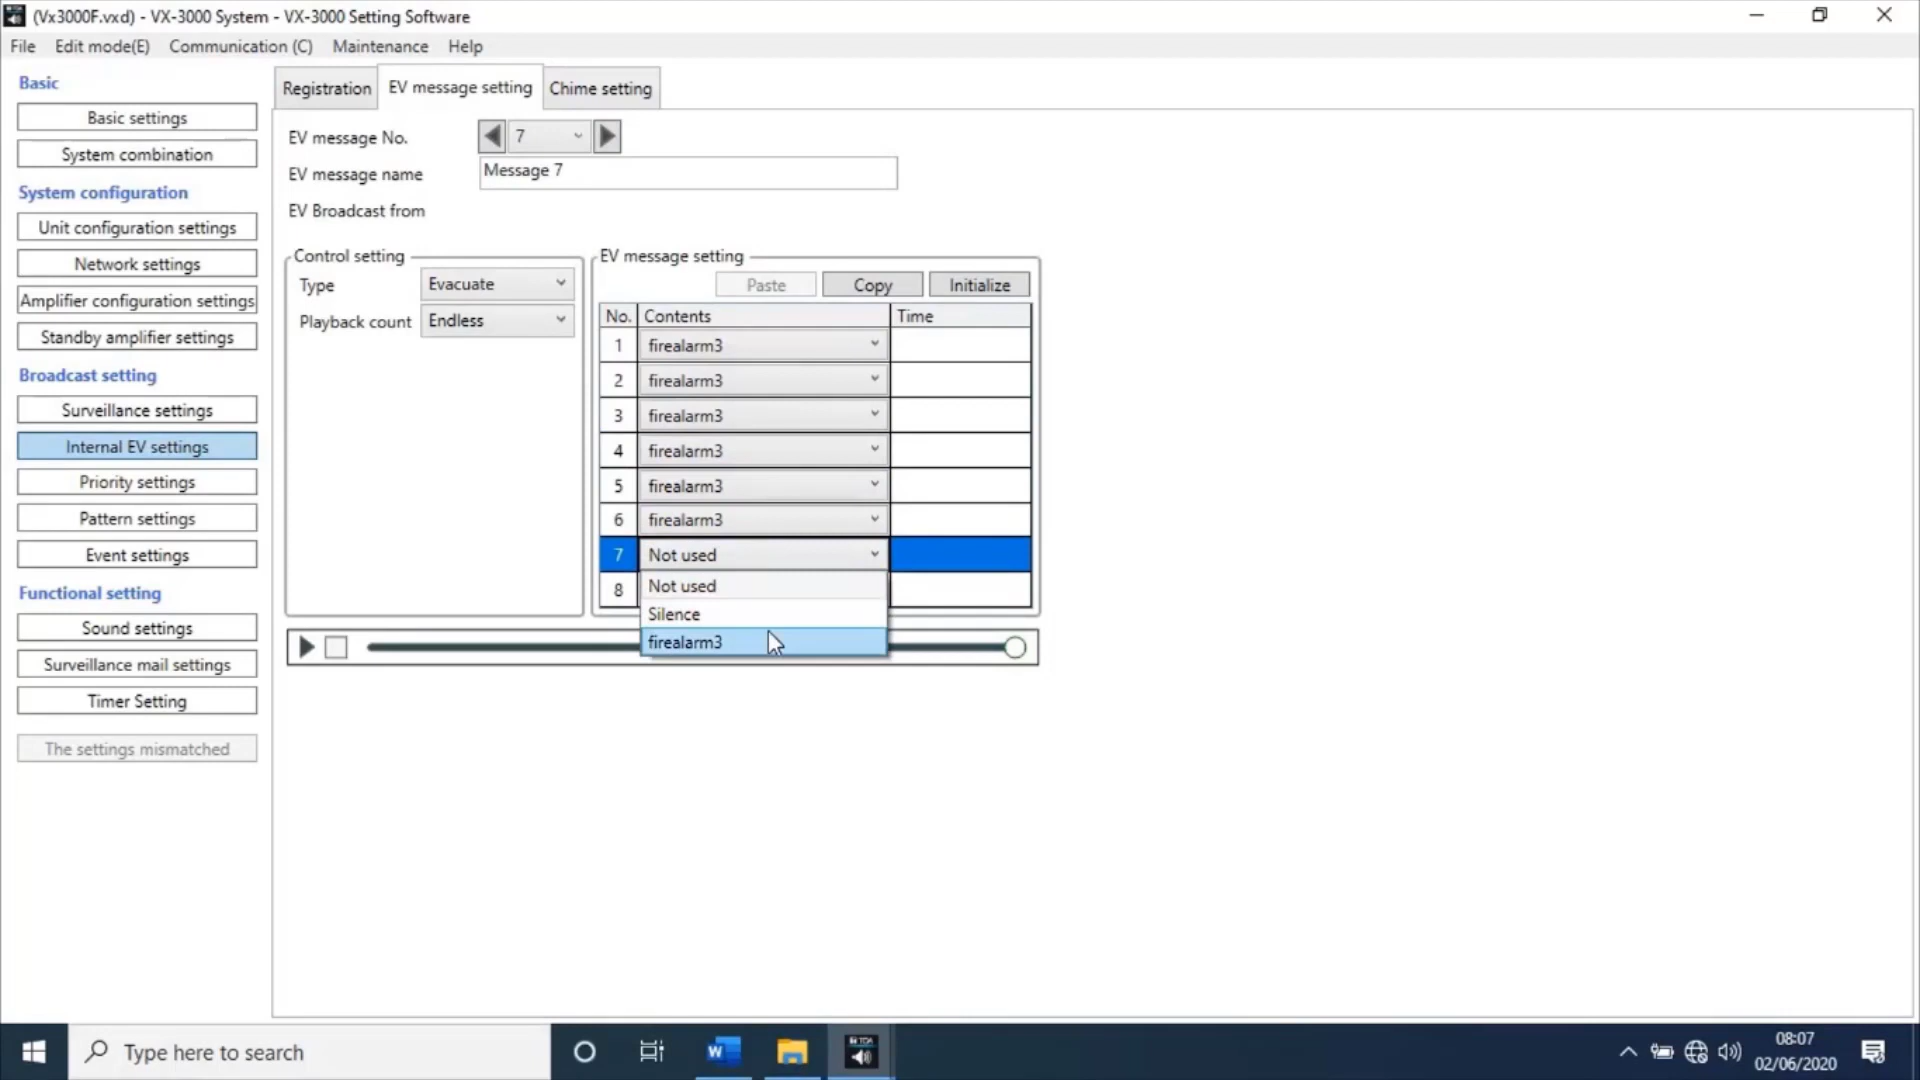 (Vx3000F.vxd) - VX-3000 System - VX-3000 Setting Software
File Edit mode(E) Communication (C) Maintenance Help
Basic
Basic settings
System combination
System configuration
Unit configuration settings
Network settings
Amplifier configuration settings
Standby amplifier settings
Broadcast setting
Surveillance settings
Internal EV settings
Priority settings
Pattern settings
Event settings
Functional setting
Sound settings
Surveillance mail settings
Timer Setting
The settings mismatched
Registration EV message setting Chime setting
EV message No. 7
EV message name Message 7
EV Broadcast from
Control setting
Type Evacuate
Playback count Endless
EV message setting
Paste Copy Initialize
No. Contents Time
1 firealarm3
2 firealarm3
3 firealarm3
4 firealarm3
5 firealarm3
6 firealarm3
7 Not used
8 Not used
Silence
firealarm3
Type here to search
W
TOA
08:07
02/06/2020